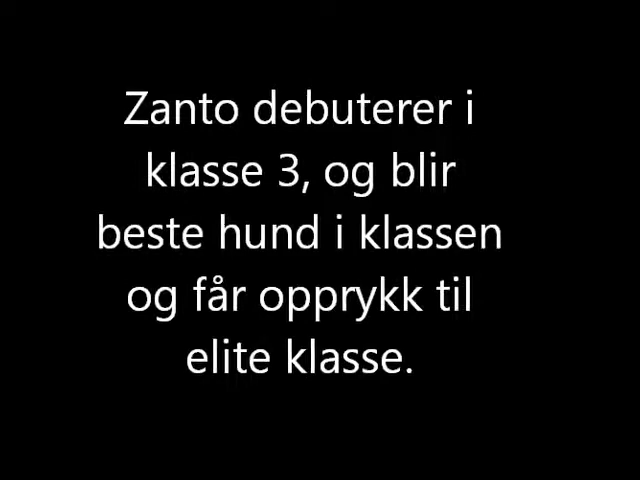 Zanto debuterer i
klasse 3, og blir
beste hund i klassen
og får opprykk til
elite klasse.